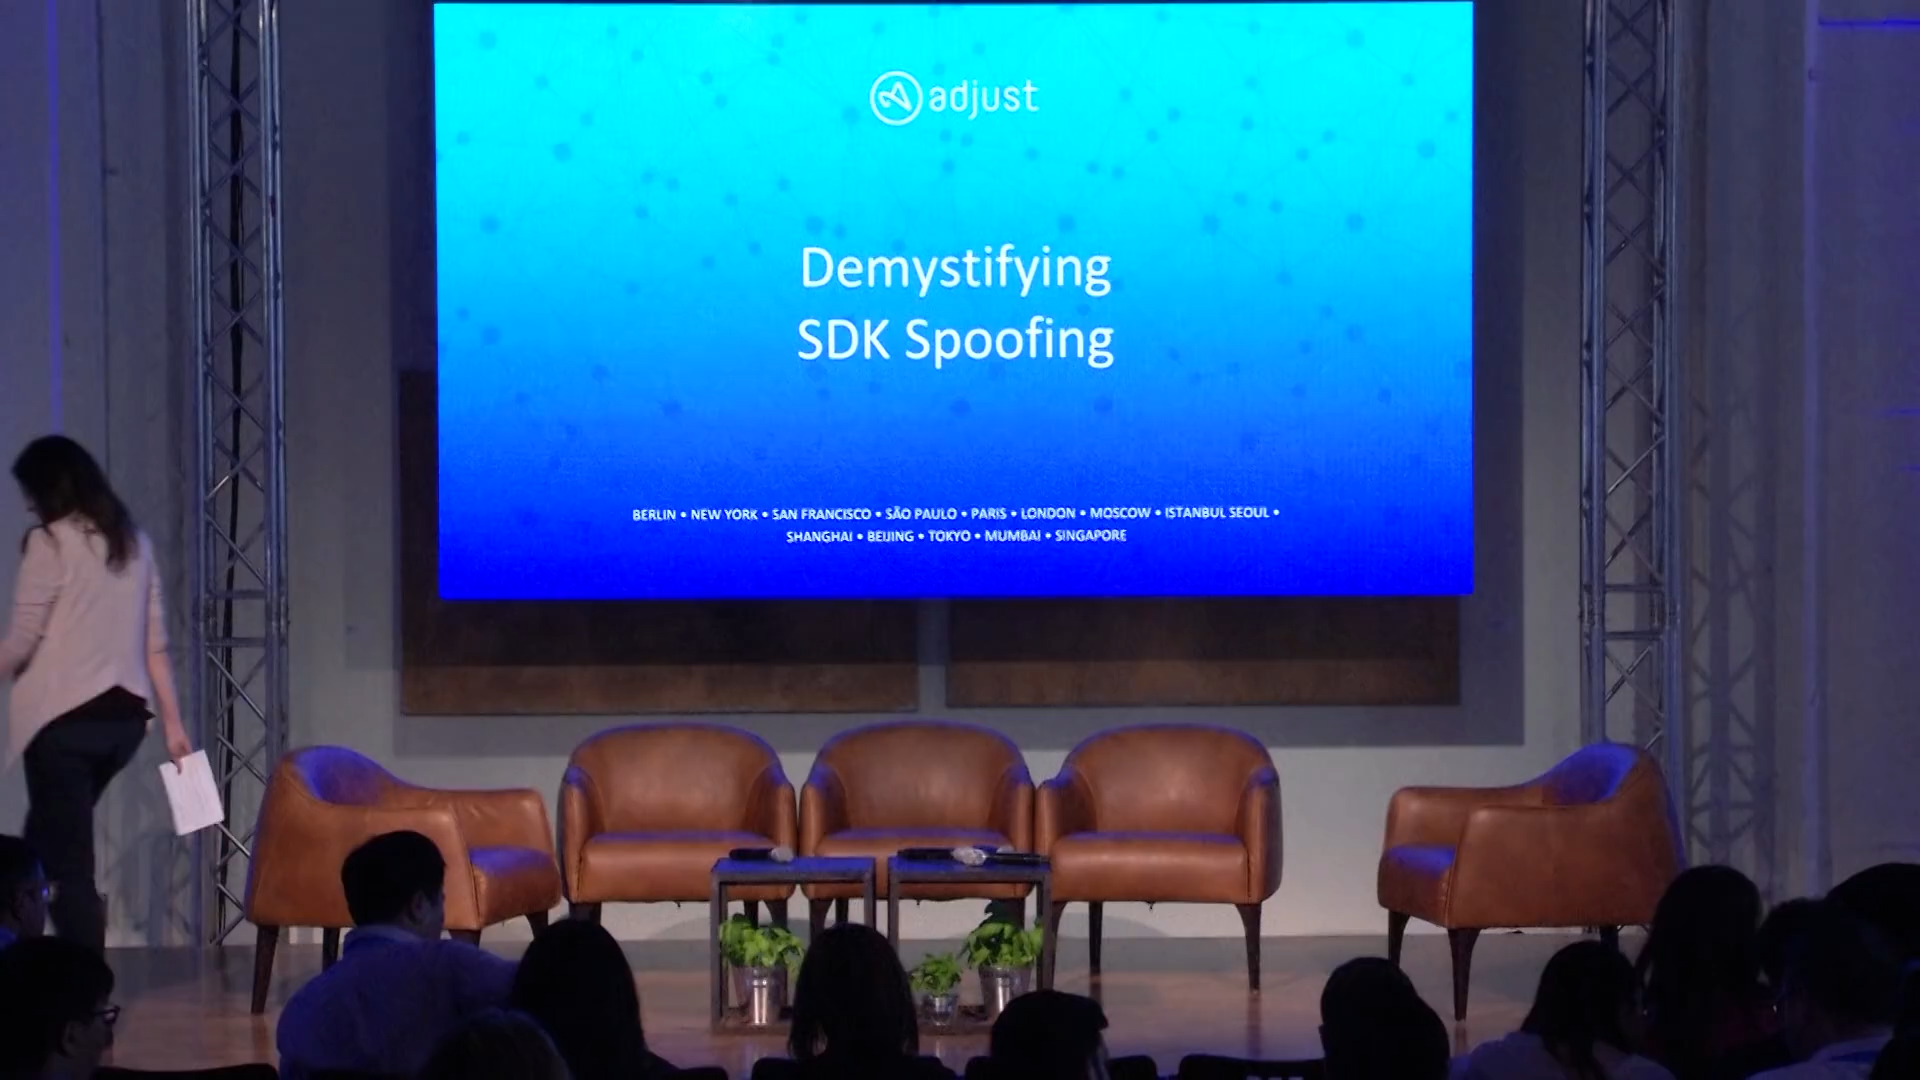 adjust
Demystifying
SDK Spoofing
BERLIN • NEW YORK • SAN FRANCISCO • SÃO PAULO • PARIS • LONDON • MOSCOW • ISTANBUL SEOUL •
SHANGHAI • BEIJING • TOKYO • MUMBAI • SINGAPORE